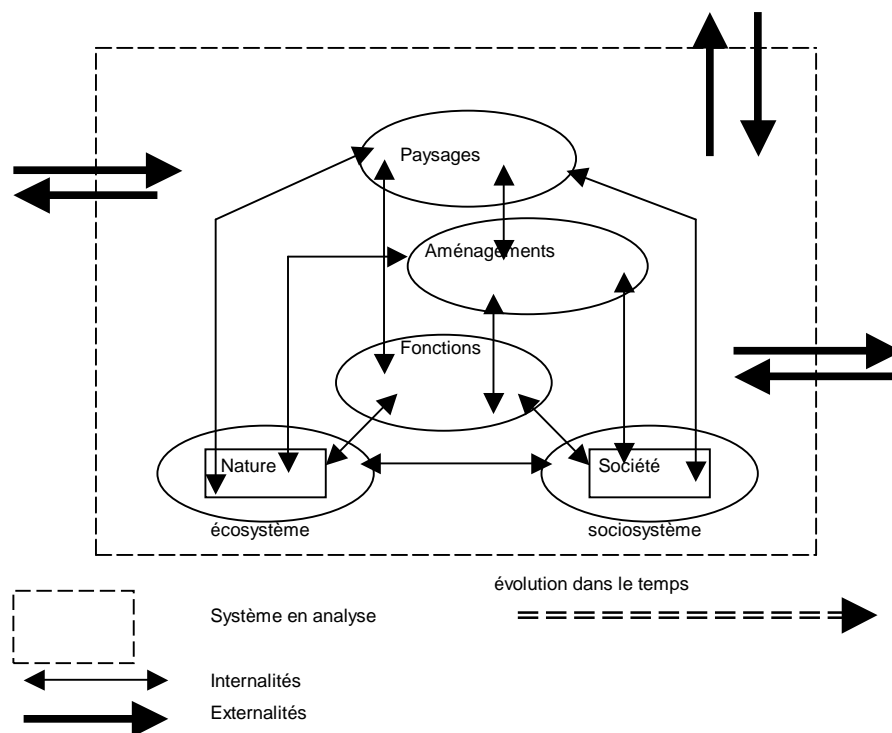 Paysages
Aménagements
Fonctions
Nature
Société
écosystème
sociosystème
évolution dans le temps
Système en analyse
Internalités
Externalités